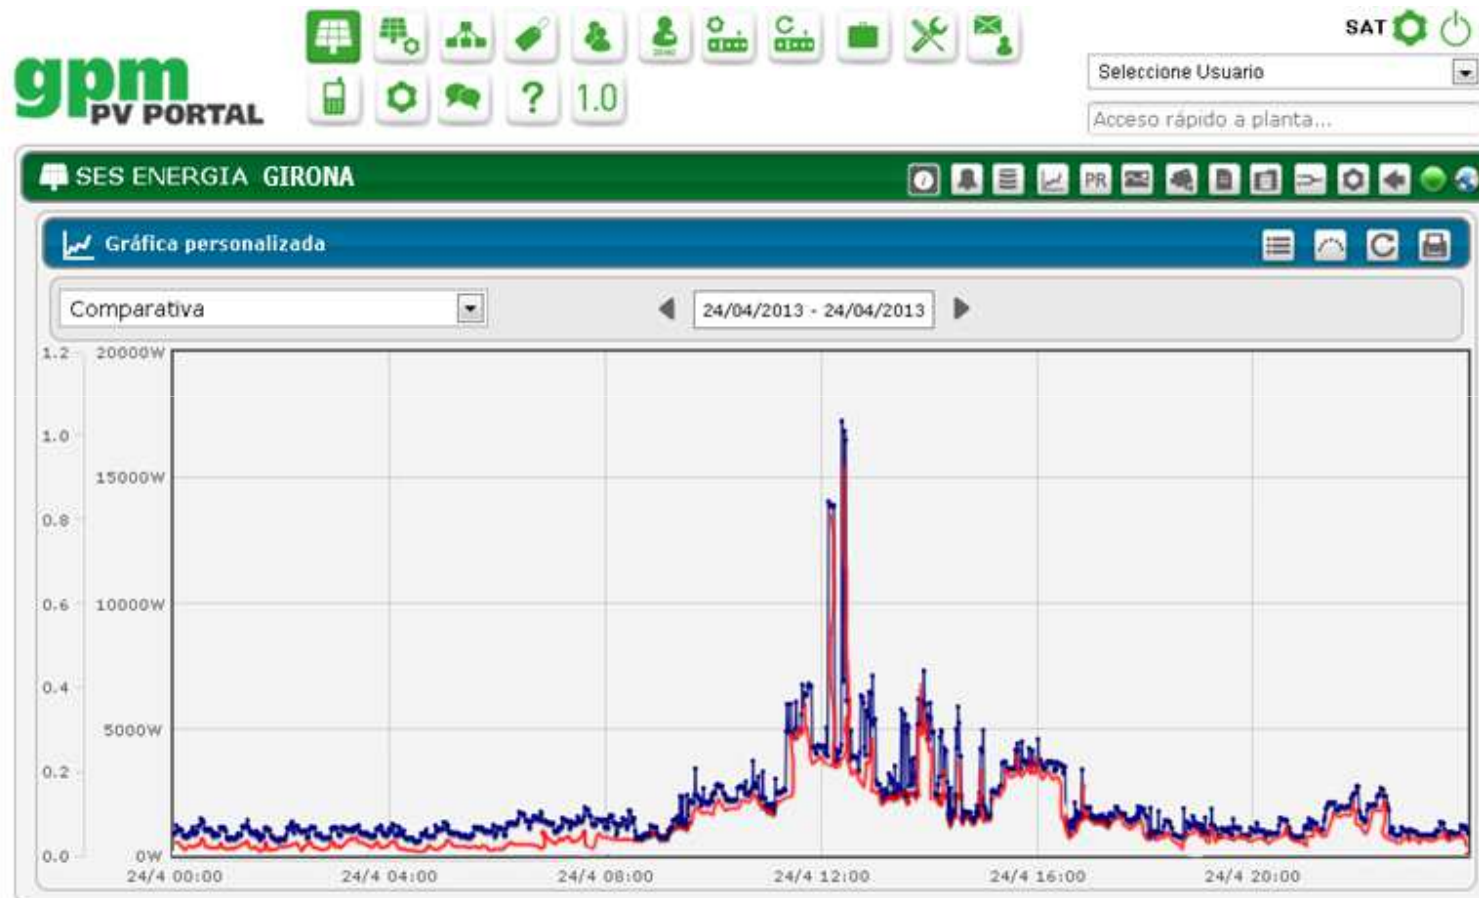 gpm
PV PORTAL
1.0
SAT
Seleccione Usuario
Acceso rápido a planta...
SES ENERGIA GIRONA
PR
Gráfica personalizada
Comparativa
24/04/2013 - 24/04/2013
1.2 20000W
1.0
15000W
0.8
0.6 10000W
0.4
5000W
0.2
0.0 0W
24/4 00:00 24/4 04:00 24/4 08:00 24/4 12:00 24/4 16:00 24/4 20:00